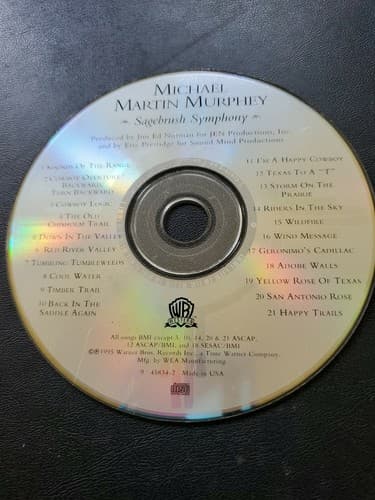 MICHAEL
MARTIN MURPHEY
Sagebrush Symphony
Produced by Jim Ed Norman for JEN Productions, Inc.
and by Eric Prestidge for Sound Mind Productions
1 SOUNDS OF THE RANGE
2 COWBOY OVERTURE/
BACKWARD,
TURN BACKWARD
3 COWBOY LOGIC
4 THE OLD
CHISHOLM TRAIL
5 DOWN IN THE VALLEY
6 RED RIVER VALLEY
7 TUMBLING TUMBLEWEEDS
8 COOL WATER
9 TIMBER TRAIL
10 BACK IN THE
SADDLE AGAIN
11 I'M A HAPPY COWBOY
12 TEXAS TO A "T"
13 STORM ON THE
PRAIRIE
14 RIDERS IN THE SKY
15 WILDFIRE
16 WIND MESSAGE
17 GERONIMO'S CADILLAC
18 ADOBE WALLS
19 YELLOW ROSE OF TEXAS
20 SAN ANTONIO ROSE
21 HAPPY TRAILS
WB
All songs BMI except 3, 10, 14, 20 & 21 ASCAP,
12 ASCAP/BMI, and 18 SESAC/BMI.
©℗1995 Warner Bros. Records Inc., a Time Warner Company.
Mfg. by WEA Manufacturing.
9 45834-2 Made in USA